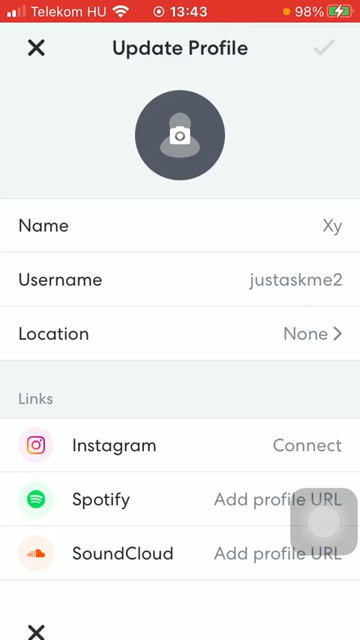 Telekom HU 13:43 98%
Update Profile
Name Xy
Username justaskme2
Location None
Links
Instagram Connect
Spotify Add profile URL
SoundCloud Add profile URL